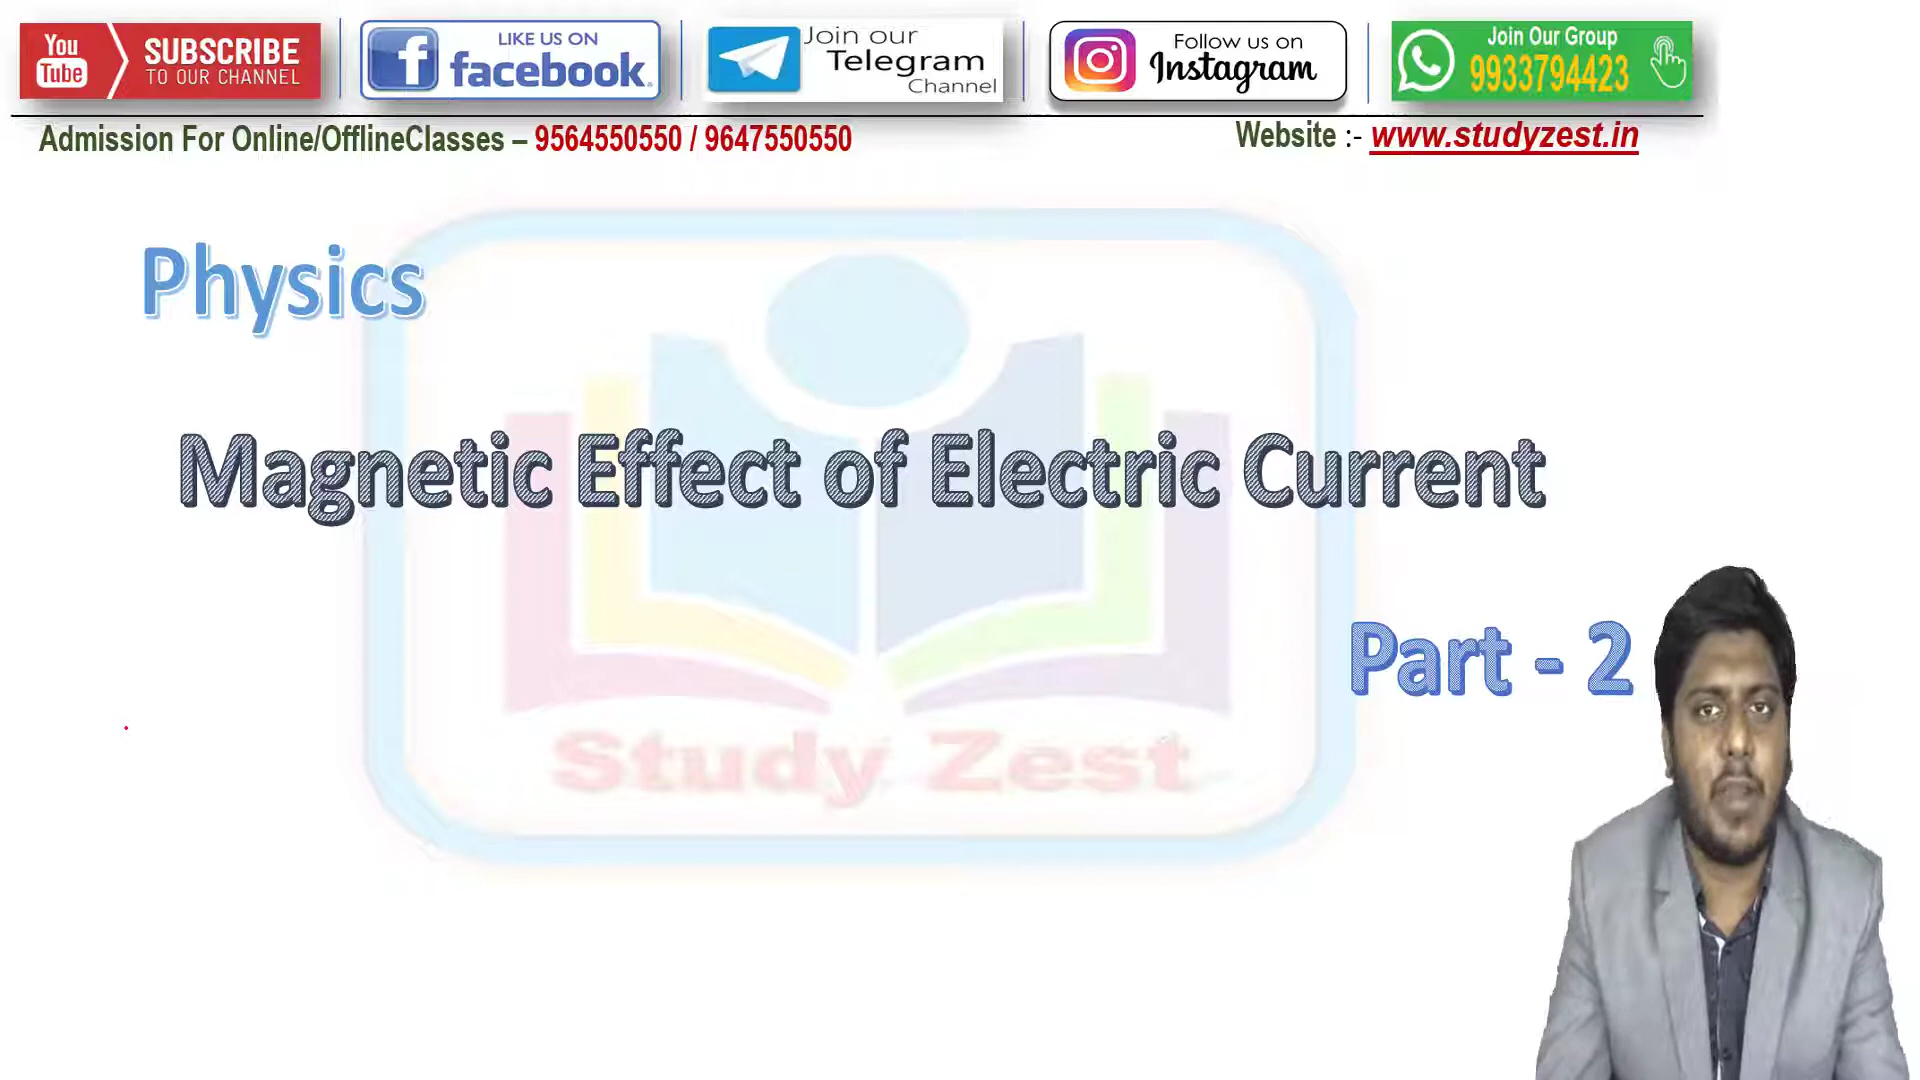 You Tube SUBSCRIBE TO OUR CHANNEL
LIKE US ON facebook.
Join our Telegram Channel
Follow us on Instagram
Join Our Group 9933794423
Admission For Online/OfflineClasses – 9564550550 / 9647550550
Website :- www.studyzest.in
Physics
Magnetic Effect of Electric Current
Part - 2
Study Zest